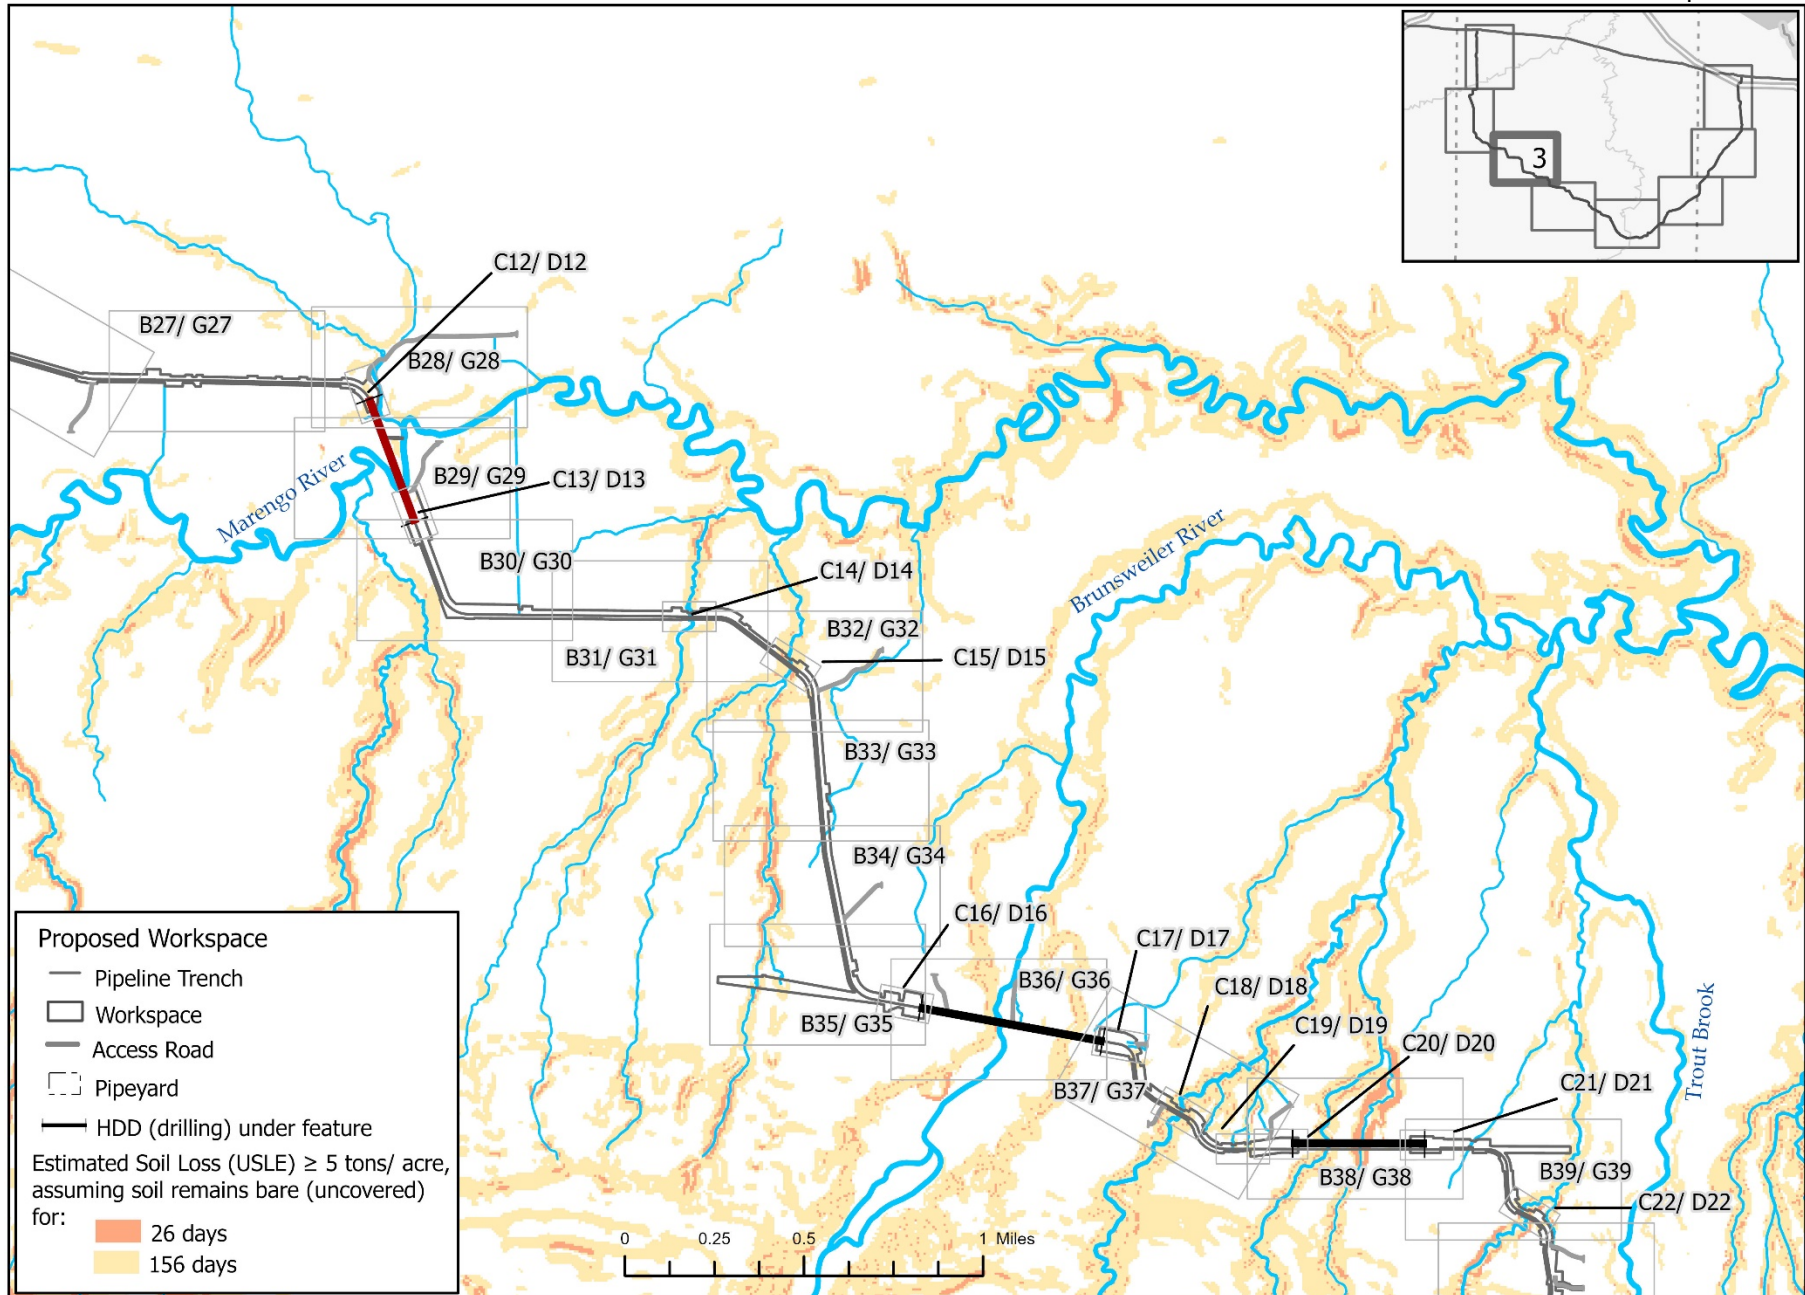 3
C12/ D12
B27/ G27
B28/ G28
Marengo River
B29/ G29
C13/ D13
Brunsweiler River
B30/ G30
C14/ D14
B31/ G31
B32/ G32
C15/ D15
B33/ G33
B34/ G34
C16/ D16
C17/ D17
B36/ G36
C18/ D18
B35/ G35
C19/ D19
C20/ D20
Trout Brook
B37/ G37
C21/ D21
B38/ G38
B39/ G39
C22/ D22
Proposed Workspace
Pipeline Trench
Workspace
Access Road
Pipeyard
HDD (drilling) under feature
Estimated Soil Loss (USLE) ≥ 5 tons/ acre,
assuming soil remains bare (uncovered)
for:
26 days
156 days
0 0.25 0.5 1 Miles